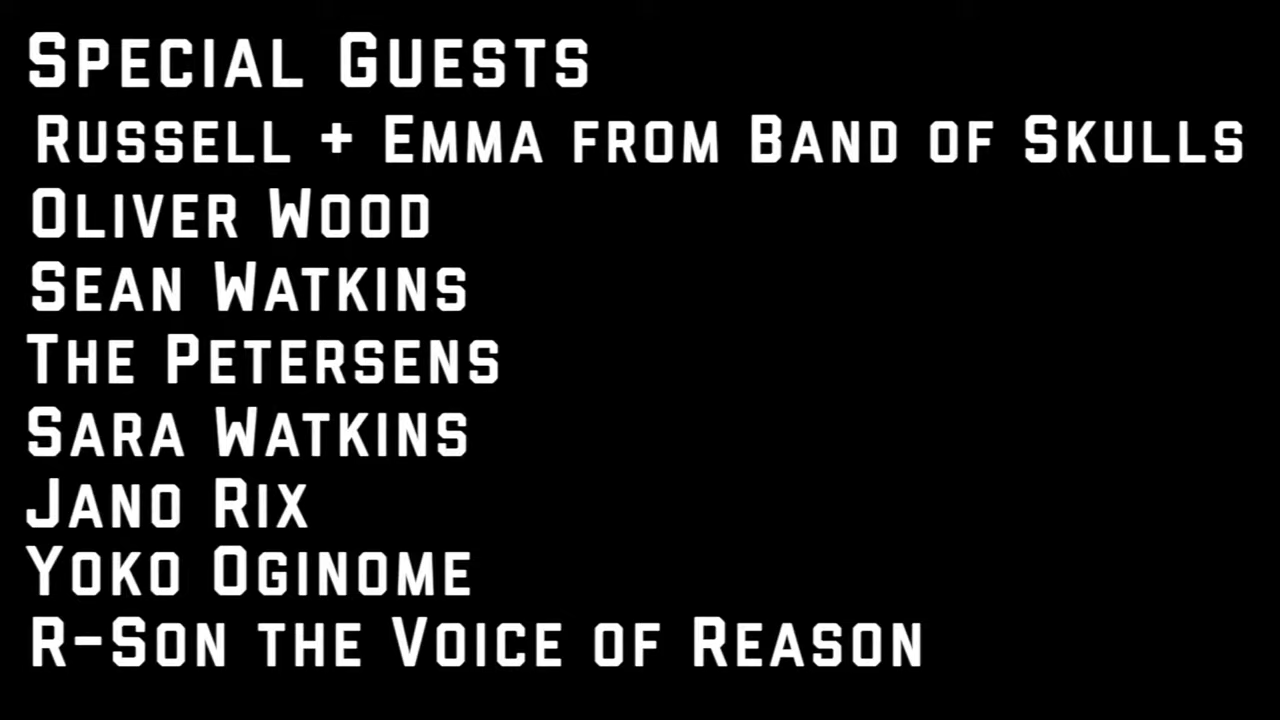 Special Guests
Russell + Emma from Band of Skulls
Oliver Wood
Sean Watkins
The Petersens
Sara Watkins
Jano Rix
Yoko Oginome
R-Son the Voice of Reason